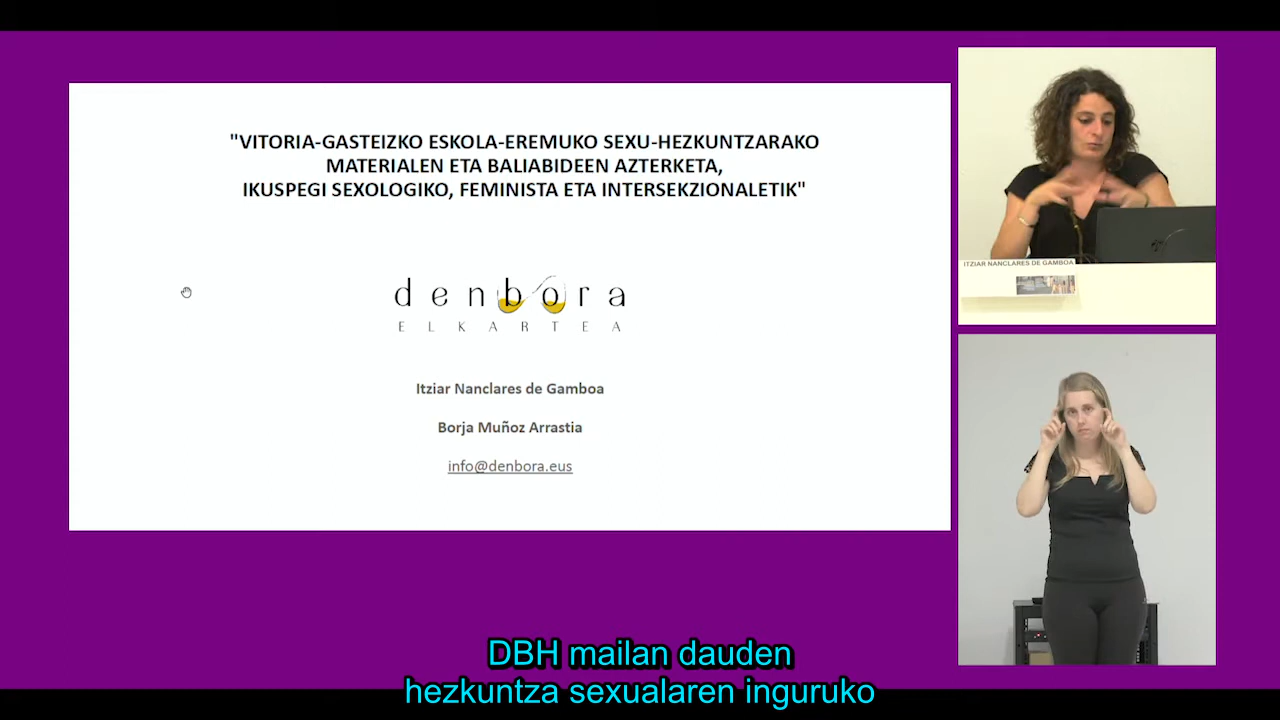 "VITORIA-GASTEIZKO ESKOLA-EREMUKO SEXU-HEZKUNTZARAKO
MATERIALEN ETA BALIABIDEEN AZTERKETA,
IKUSPEGI SEXOLOGIKO, FEMINISTA ETA INTERSEKZIONALETIK"
denbora
ELKARTEA
Itziar Nanclares de Gamboa
Borja Muñoz Arrastia
info@denbora.eus
ITZIAR NANCLARES DE GAMBOA
DBH mailan dauden
hezkuntza sexualaren inguruko